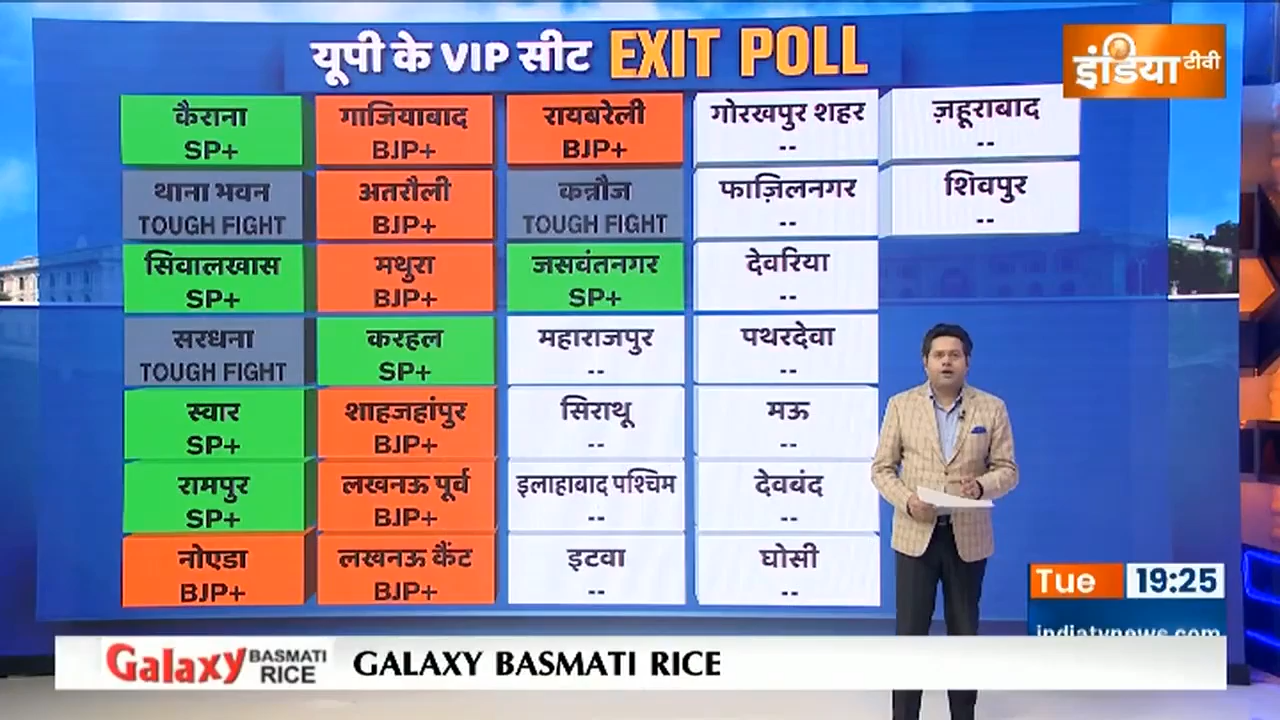 यूपी के VIP सीट EXIT POLL
इंडिया टीवी
कैराना
SP+
गाजियाबाद
BJP+
रायबरेली
BJP+
गोरखपुर शहर
--
ज़हूराबाद
--
थाना भवन
TOUGH FIGHT
अतरौली
BJP+
कन्नौज
TOUGH FIGHT
फाज़िलनगर
--
शिवपुर
--
सिवालखास
SP+
मथुरा
BJP+
जसवंतनगर
SP+
देवरिया
--
सरधना
TOUGH FIGHT
करहल
SP+
महाराजपुर
--
पथरदेवा
--
स्वार
SP+
शाहजहांपुर
BJP+
सिराथू
--
मऊ
--
रामपुर
SP+
लखनऊ पूर्व
BJP+
इलाहाबाद पश्चिम
--
देवबंद
--
नोएडा
BJP+
लखनऊ कैंट
BJP+
इटवा
--
घोसी
--
Tue 19:25
indiatvnews.com
Galaxy BASMATI RICE
GALAXY BASMATI RICE